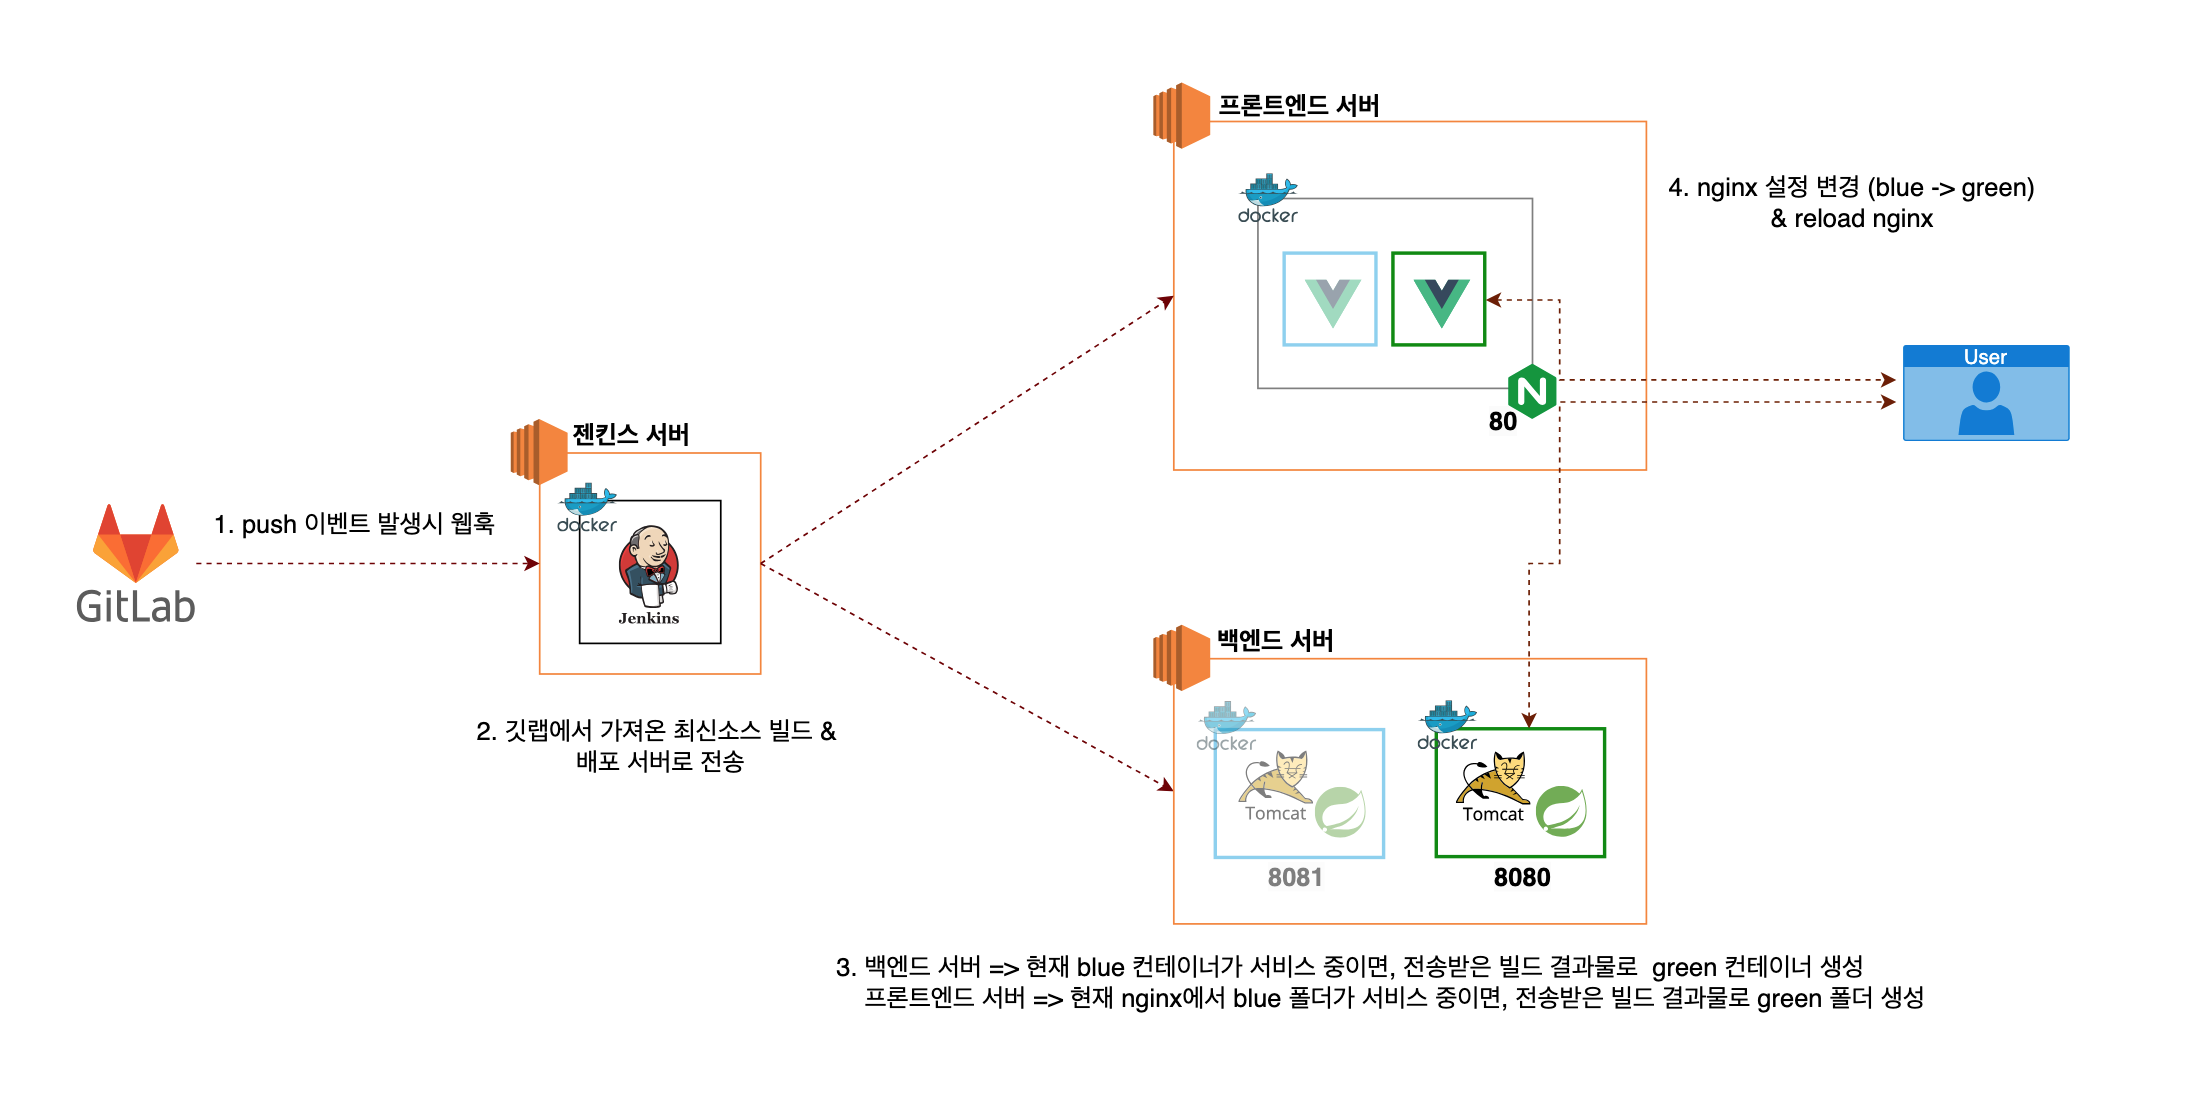 프론트엔드 서버
4. nginx 설정 변경 (blue -> green)
& reload nginx
docker
User
80
젠킨스 서버
docker
1. push 이벤트 발생시 웹훅
GitLab
Jenkins
2. 깃랩에서 가져온 최신소스 빌드 &
배포 서버로 전송
백엔드 서버
docker
docker
Tomcat
Tomcat
8081
8080
3. 백엔드 서버 => 현재 blue 컨테이너가 서비스 중이면, 전송받은 빌드 결과물로  green 컨테이너 생성
프론트엔드 서버 => 현재 nginx에서 blue 폴더가 서비스 중이면, 전송받은 빌드 결과물로 green 폴더 생성